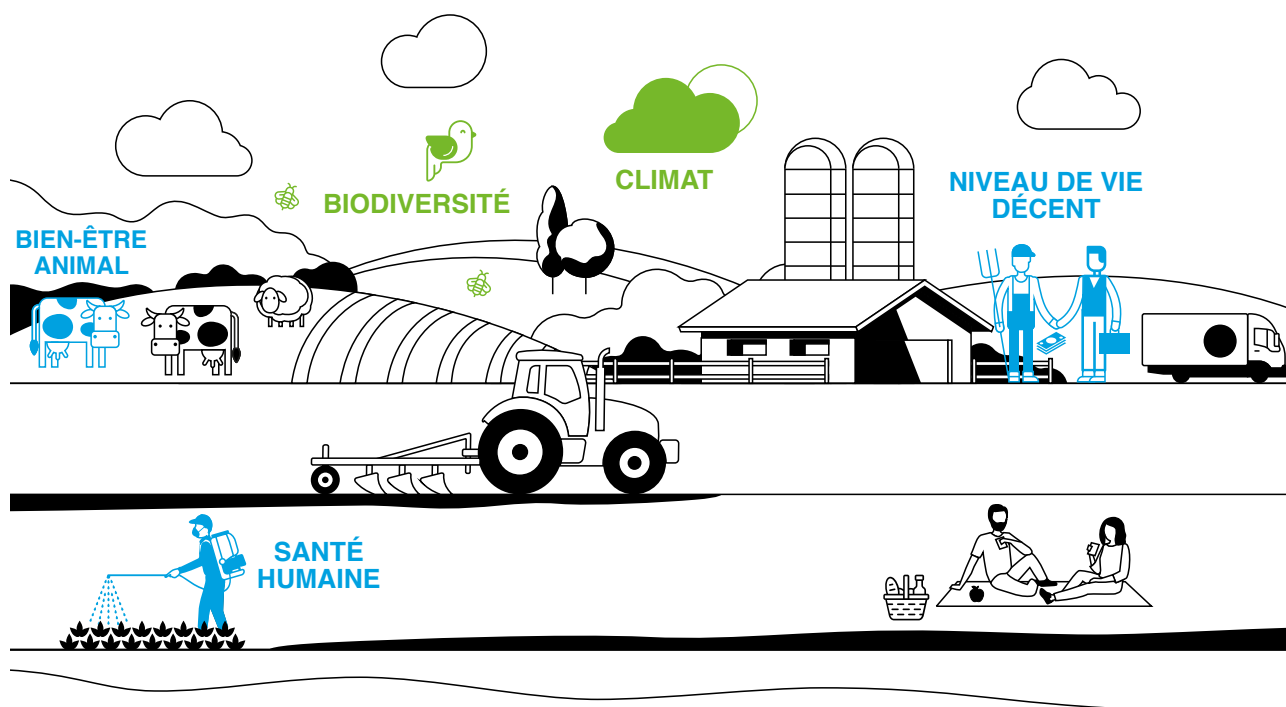 CLIMAT
BIODIVERSITÉ
NIVEAU DE VIE
DÉCENT
BIEN-ÊTRE
ANIMAL
SANTÉ
HUMAINE